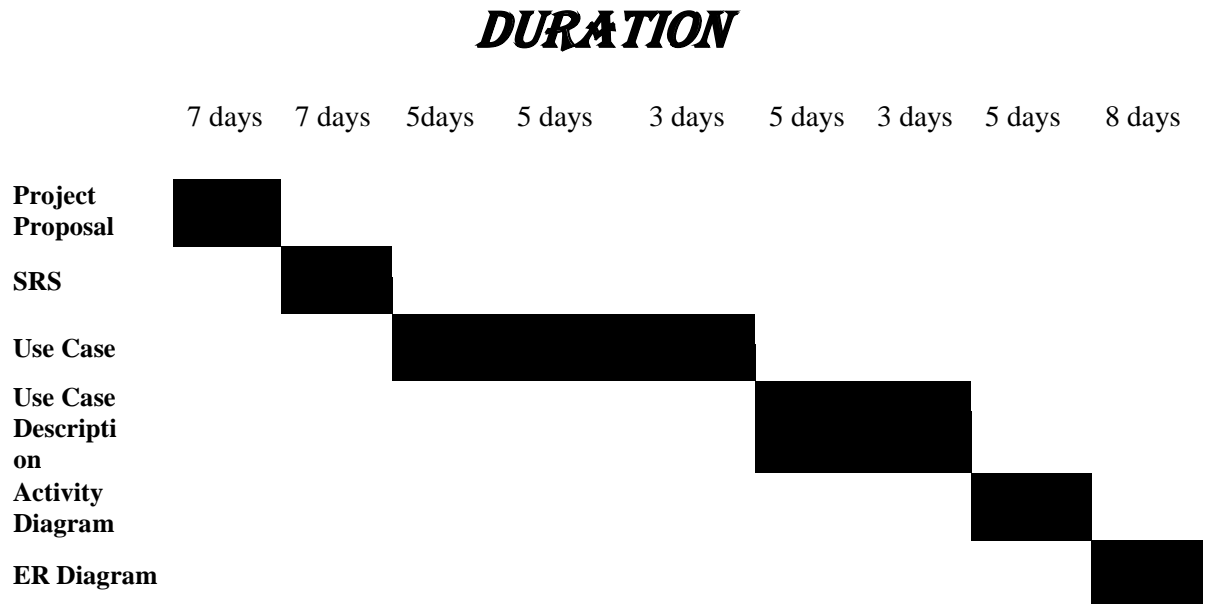 DURATION
7 days 7 days 5days 5 days 3 days 5 days 3 days 5 days 8 days
Project
Proposal
SRS
Use Case
Use Case
Descripti
on
Activity
Diagram
ER Diagram